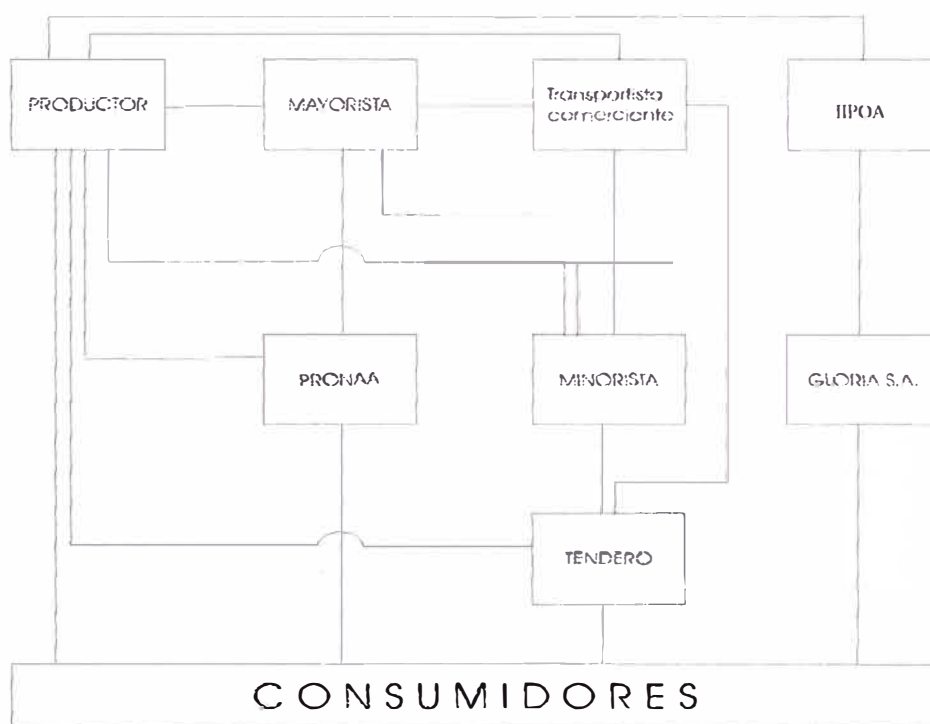 PRODUCTOR
MAYORISTA
Transportista
comerciante
IIPOA
PRONAA
MINORISTA
GLORIA S.A.
TENDERO
CONSUMIDORES